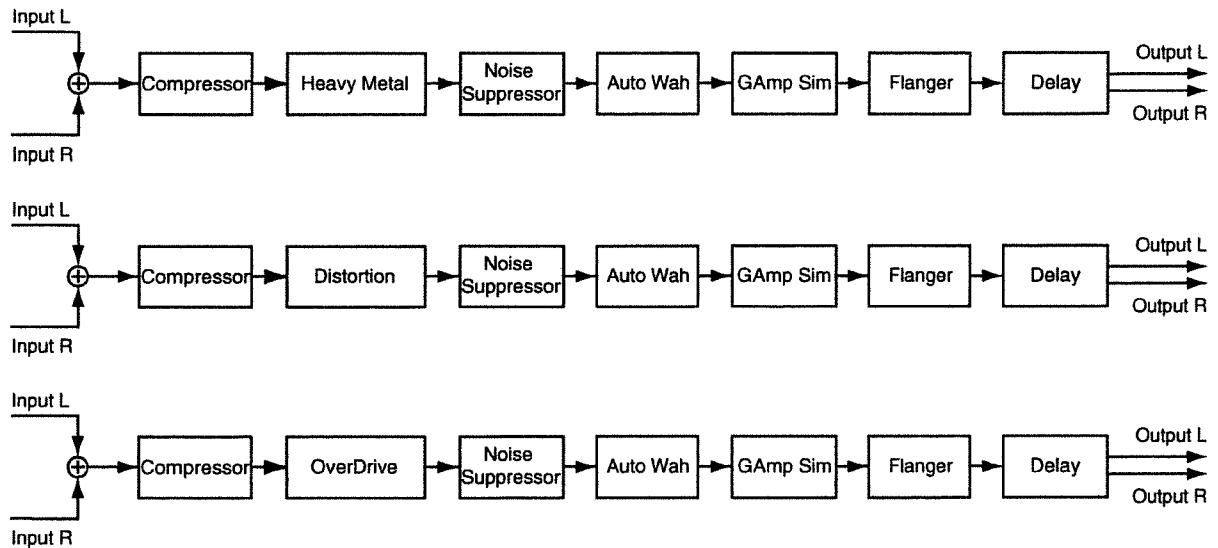 Input L
Compressor
Heavy Metal
Noise
Suppressor
Auto Wah
GAmp Sim
Flanger
Delay
Output L
Output R
Input R
Input L
Compressor
Distortion
Noise
Suppressor
Auto Wah
GAmp Sim
Flanger
Delay
Output L
Output R
Input R
Input L
Compressor
OverDrive
Noise
Suppressor
Auto Wah
GAmp Sim
Flanger
Delay
Output L
Output R
Input R